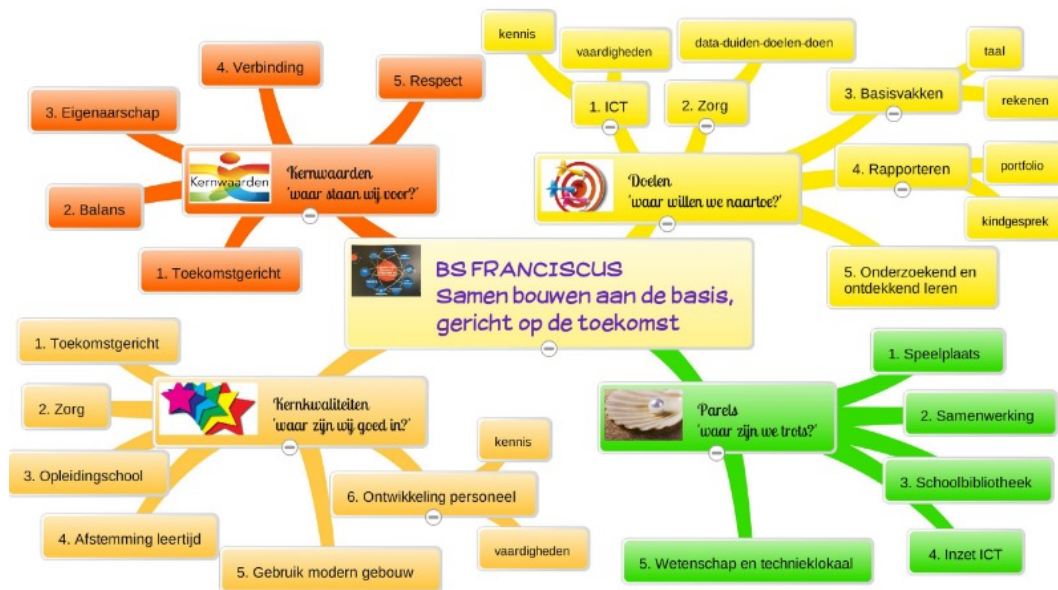 4. Verbinding
5. Respect
3. Eigenaarschap
Kernwaarden
Kernwaarden
'waar staan wij voor?'
2. Balans
1. Toekomstgericht
kennis
vaardigheden
data-duiden-doelen-doen
1. ICT
2. Zorg
3. Basisvakken
taal
rekenen
Doelen
'waar willen we naartoe?'
4. Rapporteren
portfolio
kindgesprek
5. Onderzoekend en
ontdekkend leren
BS FRANCISCUS
Samen bouwen aan de basis,
gericht op de toekomst
1. Toekomstgericht
2. Zorg
Kernkwaliteiten
'waar zijn wij goed in?'
3. Opleidingschool
4. Afstemming leertijd
5. Gebruik modern gebouw
6. Ontwikkeling personeel
kennis
vaardigheden
Parels
'waar zijn we trots?'
1. Speelplaats
2. Samenwerking
3. Schoolbibliotheek
4. Inzet ICT
5. Wetenschap en technieklokaal